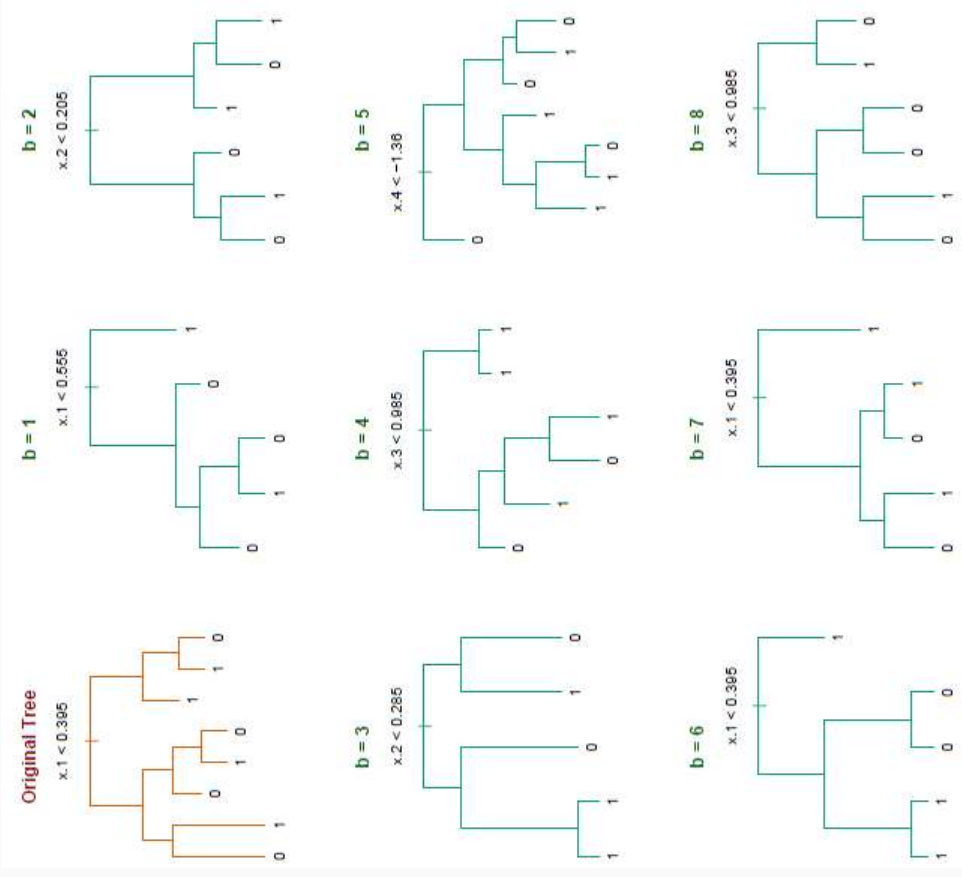 Original Tree
x.1 < 0.395
0 1 0 1 0 1 1 0
b = 1
x.1 < 0.555
0 1 0 0 1
b = 2
x.2 < 0.205
0 1 0 1 0 1
b = 3
x.2 < 0.285
1 1 0 1 0
b = 4
x.3 < 0.985
0 1 0 1 1 1
b = 5
x.4 < −1.36
0 1 1 0 1 0 1 0
b = 6
x.1 < 0.395
1 1 0 0 1
b = 7
x.1 < 0.395
0 1 0 1 1
b = 8
x.3 < 0.985
0 1 0 0 1 0